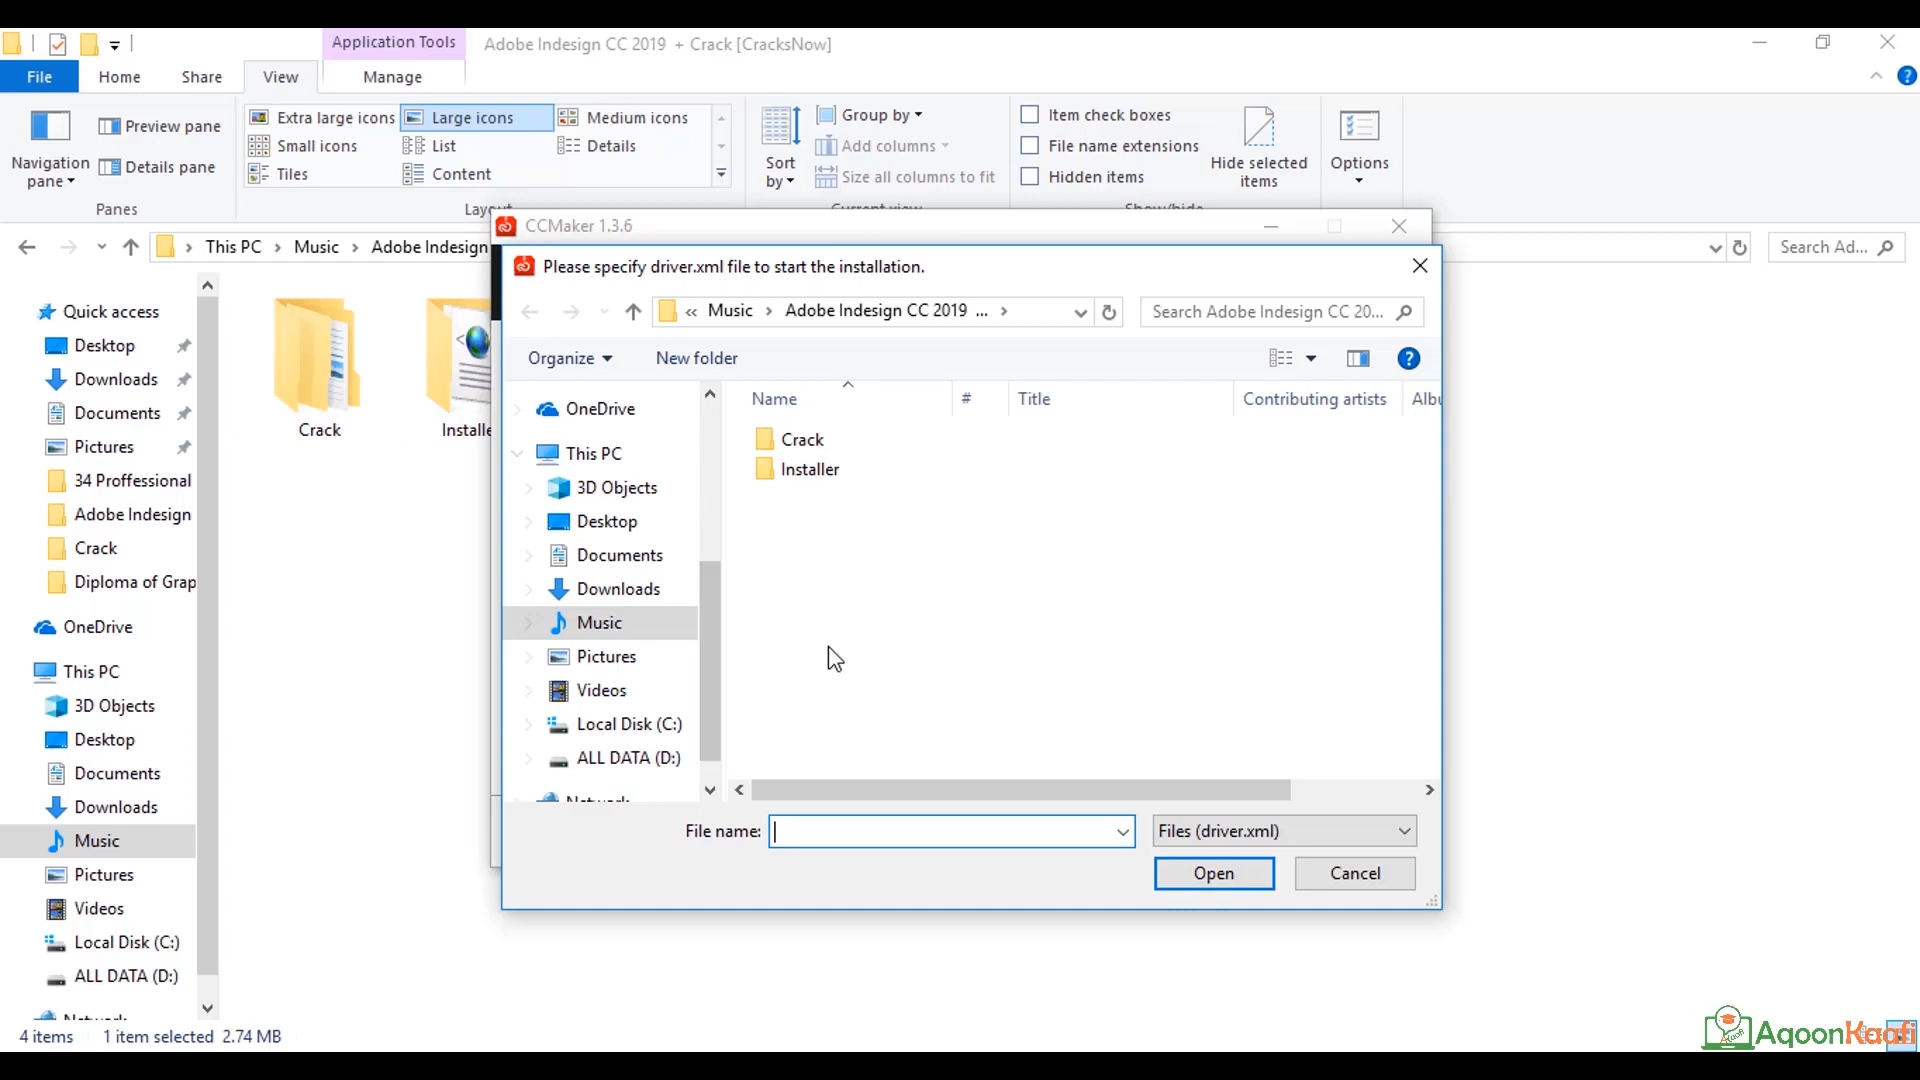 Application Tools
Adobe Indesign CC 2019 + Crack [CracksNow]
File
Home
Share
View
Manage
Navigation pane
Preview pane
Details pane
Panes
Extra large icons
Large icons
Medium icons
Small icons
List
Details
Tiles
Content
Sort by
Group by
Add columns
Size all columns to fit
Item check boxes
File name extensions
Hidden items
Hide selected items
Options
This PC
Music
Adobe Indesign
Search Ad...
Quick access
Desktop
Downloads
Documents
Pictures
34 Proffessional
Adobe Indesign
Crack
Diploma of Grap
OneDrive
This PC
3D Objects
Desktop
Documents
Downloads
Music
Pictures
Videos
Local Disk (C:)
ALL DATA (D:)
4 items
1 item selected 2.74 MB
Crack
Installe
CCMaker 1.3.6
Please specify driver.xml file to start the installation.
« Music
Adobe Indesign CC 2019 ...
Search Adobe Indesign CC 20...
Organize
New folder
OneDrive
This PC
3D Objects
Desktop
Documents
Downloads
Music
Pictures
Videos
Local Disk (C:)
ALL DATA (D:)
Name
#
Title
Contributing artists
Albu
Crack
Installer
File name:
Files (driver.xml)
Open
Cancel
AqoonKaafi